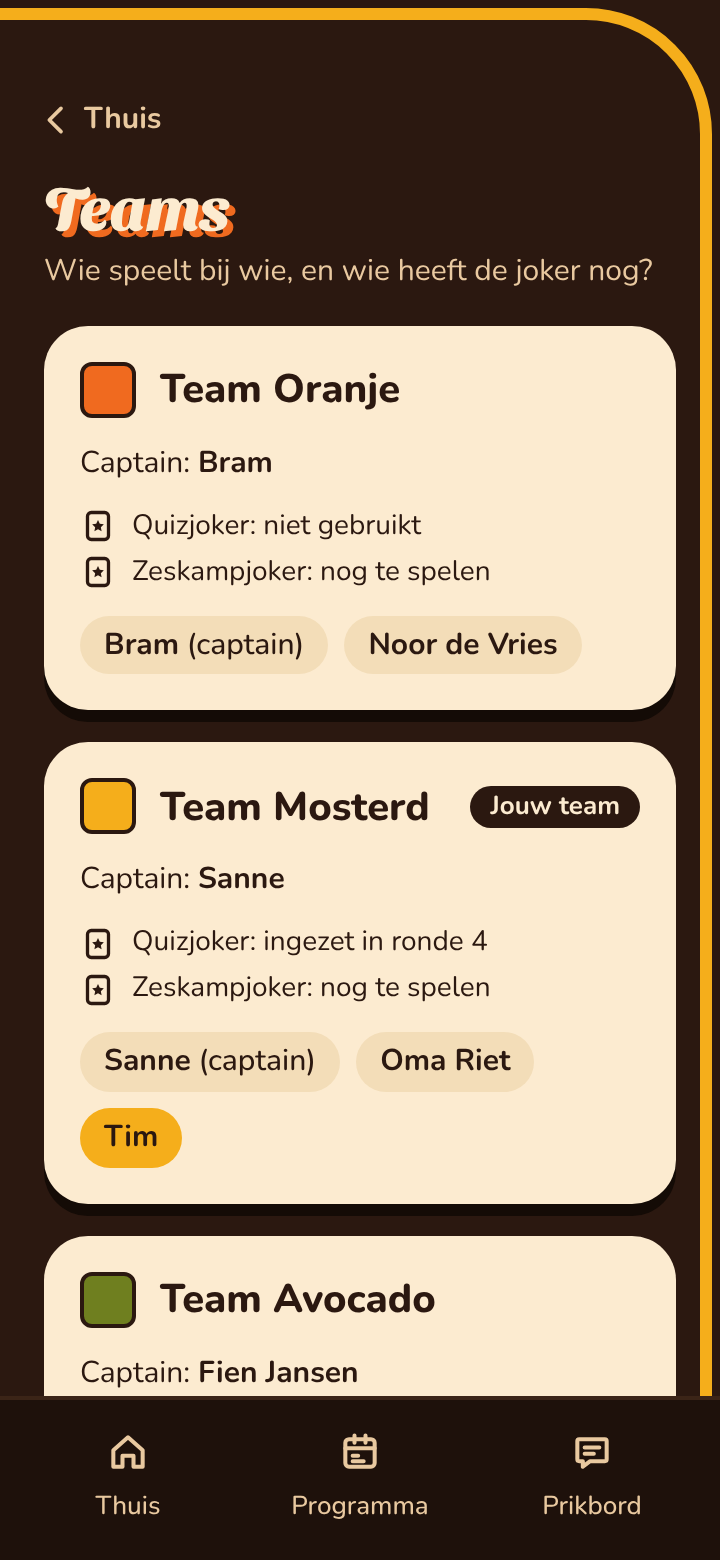 Thuis
Teams
Wie speelt bij wie, en wie heeft de joker nog?
Team Oranje
Captain: Bram
Quizjoker: niet gebruikt
Zeskampjoker: nog te spelen
Bram (captain) Noor de Vries
Team Mosterd Jouw team
Captain: Sanne
Quizjoker: ingezet in ronde 4
Zeskampjoker: nog te spelen
Sanne (captain) Oma Riet
Tim
Team Avocado
Captain: Fien Jansen
Thuis Programma Prikbord